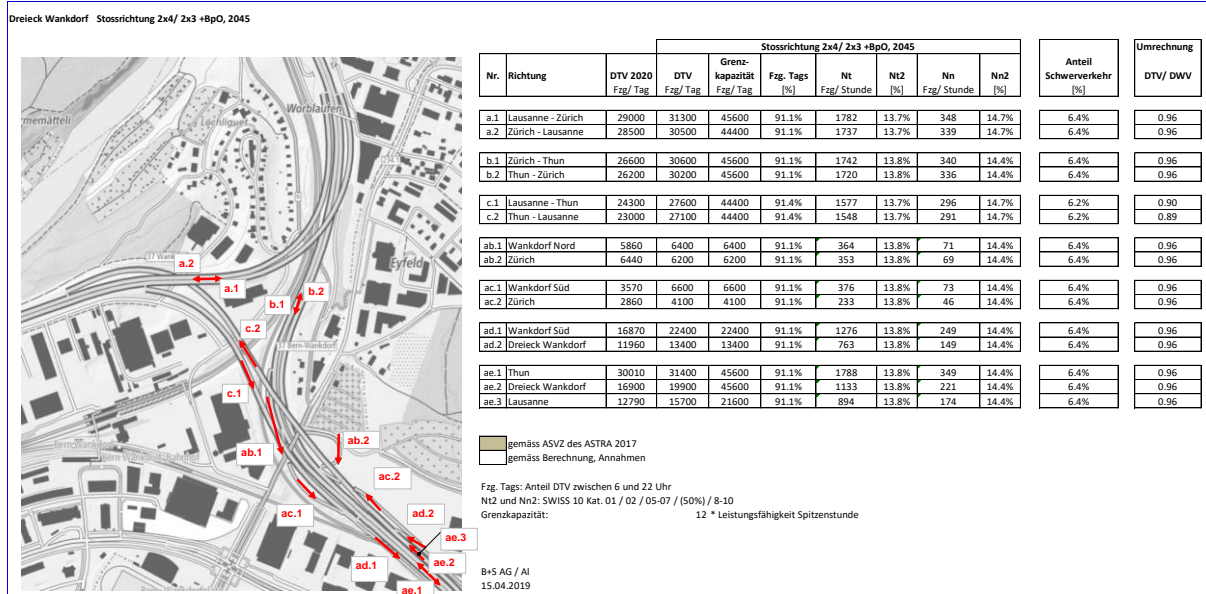 Dreieck Wankdorf Stossrichtung 2x4/ 2x3 +BpO, 2045
Stossrichtung 2x4/ 2x3 +BpO, 2045 Umrechnung
Nr. Richtung DTV 2020 DTV Grenz-kapazität Fzg. Tags Nt Nt2 Nn Nn2 Anteil Schwerverkehr DTV/ DWV
Fzg/ Tag Fzg/ Tag Fzg/ Tag [%] Fzg/ Stunde [%] Fzg/ Stunde [%] [%]
a.1 Lausanne - Zürich 29000 31300 45600 91.1% 1782 13.7% 348 14.7% 6.4% 0.96
a.2 Zürich - Lausanne 28500 30500 44400 91.1% 1737 13.7% 339 14.7% 6.4% 0.96
b.1 Zürich - Thun 26600 30600 45600 91.1% 1742 13.8% 340 14.4% 6.4% 0.96
b.2 Thun - Zürich 26200 30200 45600 91.1% 1720 13.8% 336 14.4% 6.4% 0.96
c.1 Lausanne - Thun 24300 27600 44400 91.4% 1577 13.7% 296 14.7% 6.2% 0.90
c.2 Thun - Lausanne 23000 27100 44400 91.4% 1548 13.7% 291 14.7% 6.2% 0.89
ab.1 Wankdorf Nord 5860 6400 6400 91.1% 364 13.8% 71 14.4% 6.4% 0.96
ab.2 Zürich 6440 6200 6200 91.1% 353 13.8% 69 14.4% 6.4% 0.96
ac.1 Wankdorf Süd 3570 6600 6600 91.1% 376 13.8% 73 14.4% 6.4% 0.96
ac.2 Zürich 2860 4100 4100 91.1% 233 13.8% 46 14.4% 6.4% 0.96
ad.1 Wankdorf Süd 16870 22400 22400 91.1% 1276 13.8% 249 14.4% 6.4% 0.96
ad.2 Dreieck Wankdorf 11960 13400 13400 91.1% 763 13.8% 149 14.4% 6.4% 0.96
ae.1 Thun 30010 31400 45600 91.1% 1788 13.8% 349 14.4% 6.4% 0.96
ae.2 Dreieck Wankdorf 16900 19900 45600 91.1% 1133 13.8% 221 14.4% 6.4% 0.96
ae.3 Lausanne 12790 15700 21600 91.1% 894 13.8% 174 14.4% 6.4% 0.96
gemäss ASVZ des ASTRA 2017
gemäss Berechnung, Annahmen
Fzg. Tags: Anteil DTV zwischen 6 und 22 Uhr
Nt2 und Nn2: SWISS 10 Kat. 01 / 02 / 05-07 / (50%) / 8-10
Grenzkapazität: 12 * Leistungsfähigkeit Spitzenstunde
B+S AG / Al
15.04.2019
Worblaufen
Löchliguet
Eyfeld
37 Bern-Wankdorf
a.2
a.1
b.1
b.2
c.2
c.1
ab.1
ab.2
ac.2
ac.1
ad.2
ae.3
ad.1
ae.2
ae.1